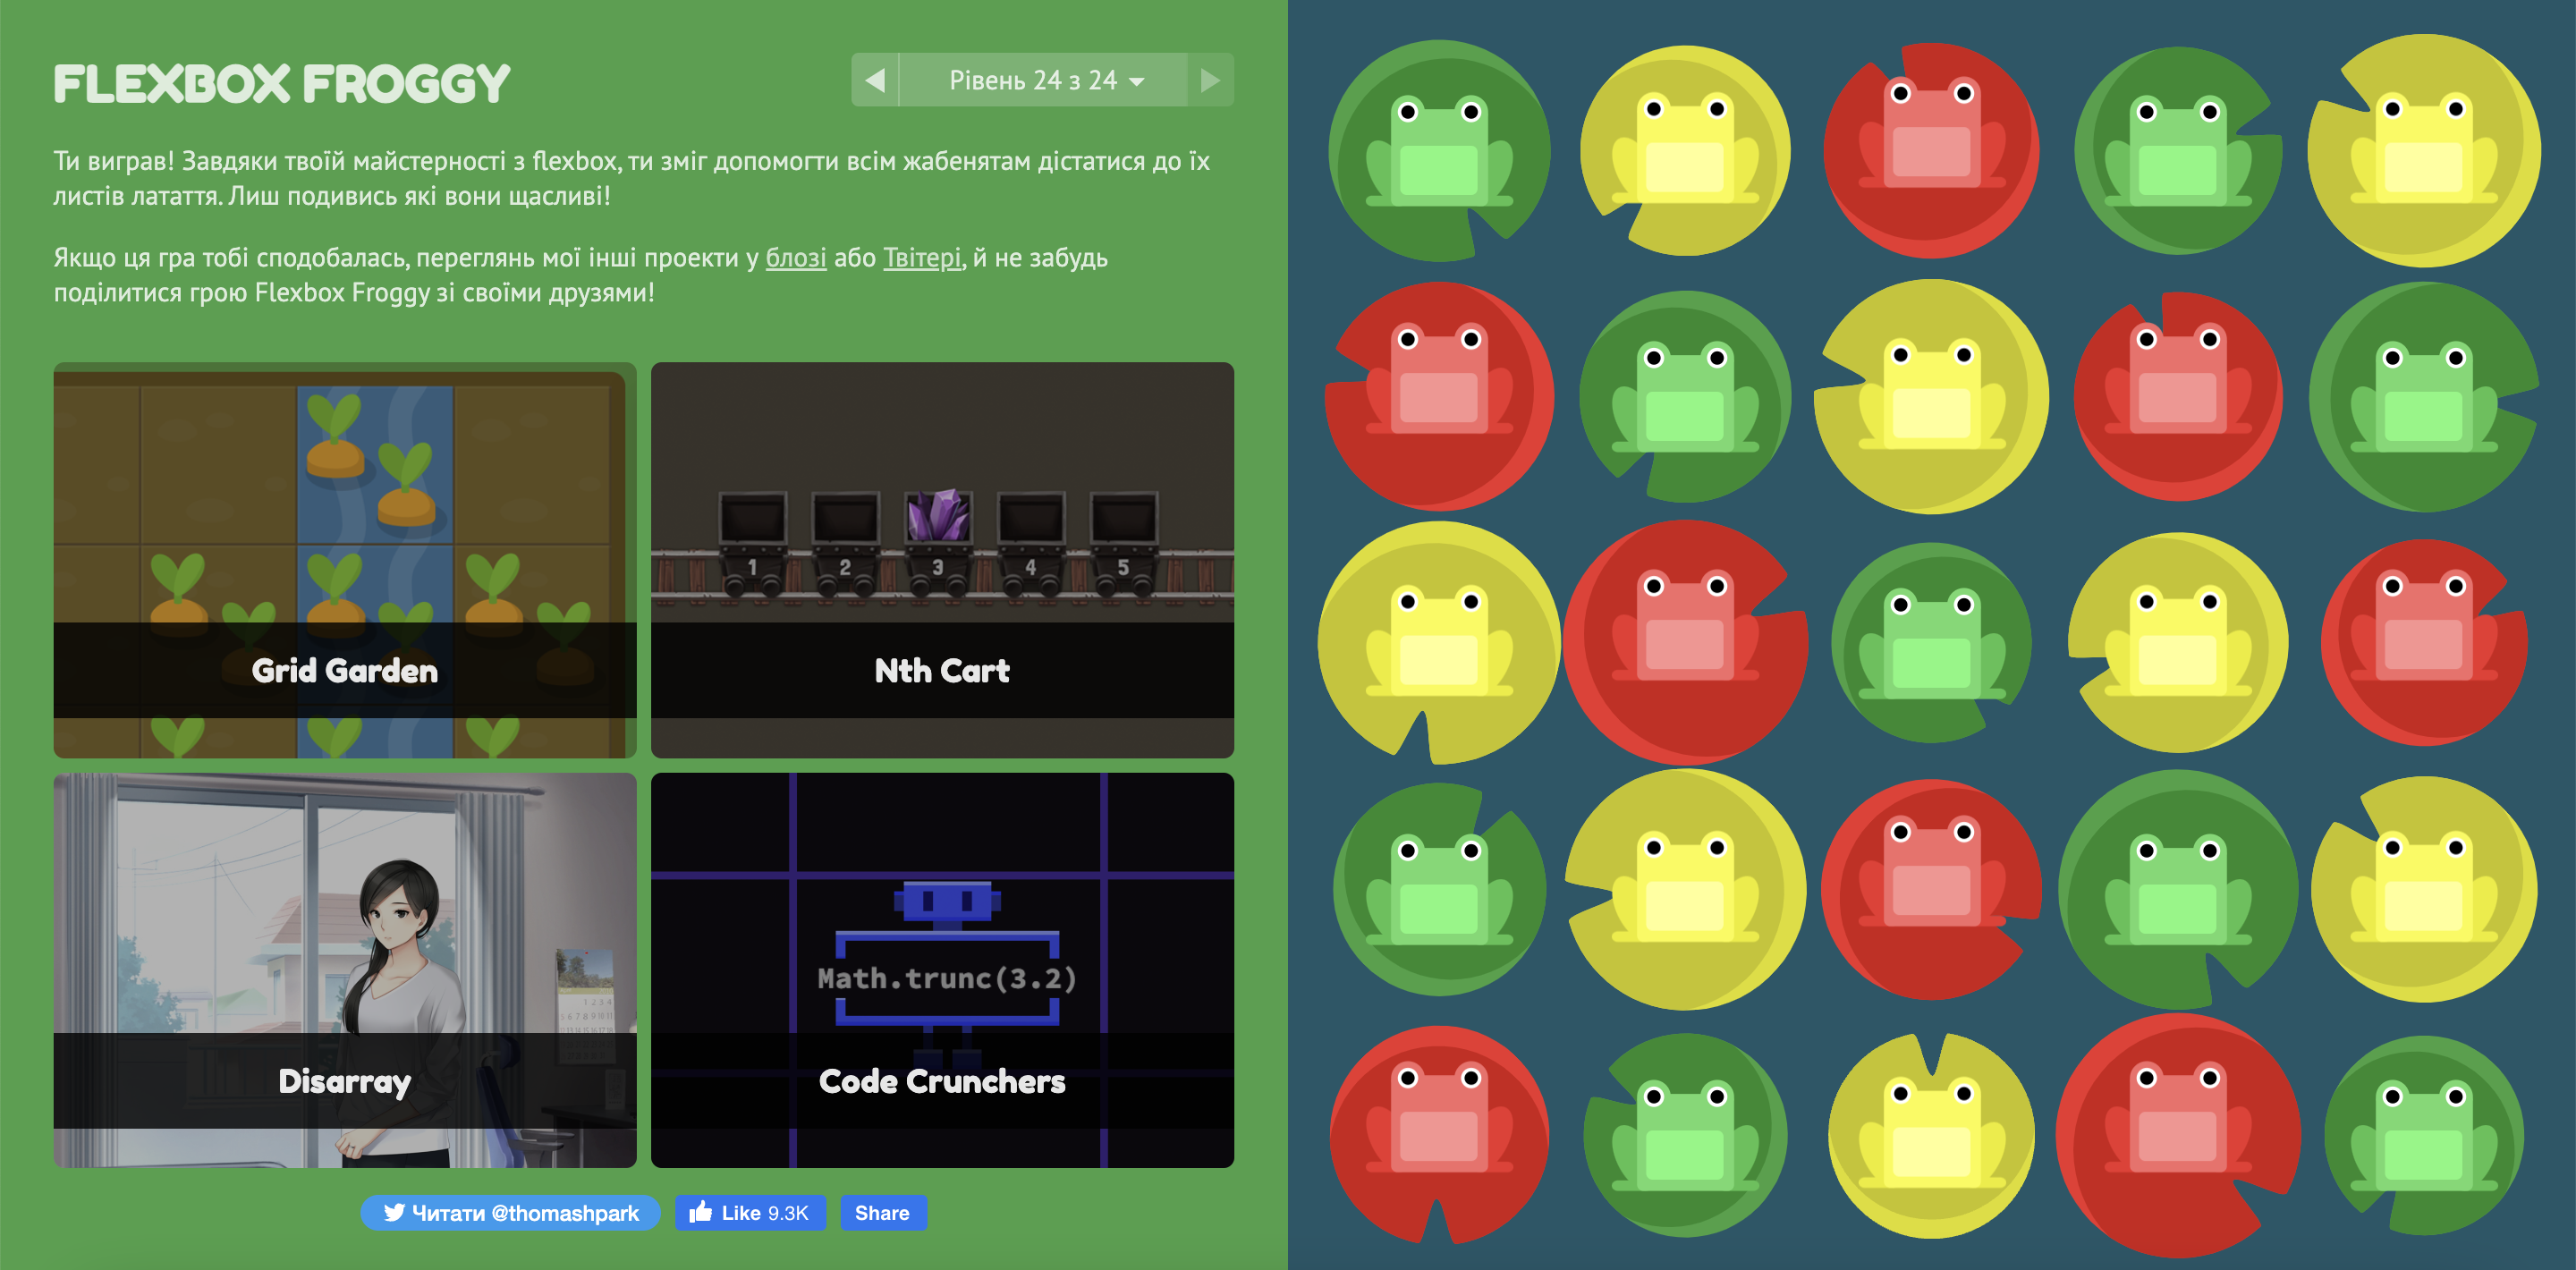 FLEXBOX FROGGY
Рівень 24 з 24
Ти виграв! Завдяки твоїй майстерності з flexbox, ти зміг допомогти всім жабенятам дістатися до їх
листів латаття. Лиш подивись які вони щасливі!
Якщо ця гра тобі сподобалась, переглянь мої інші проекти у блозі або Твітері, й не забудь
поділитися грою Flexbox Froggy зі своїми друзями!
1 2 3 4 5
Grid Garden
Nth Cart
Math.trunc(3.2)
Disarray
Code Crunchers
Читати @thomashpark
Like 9.3K
Share